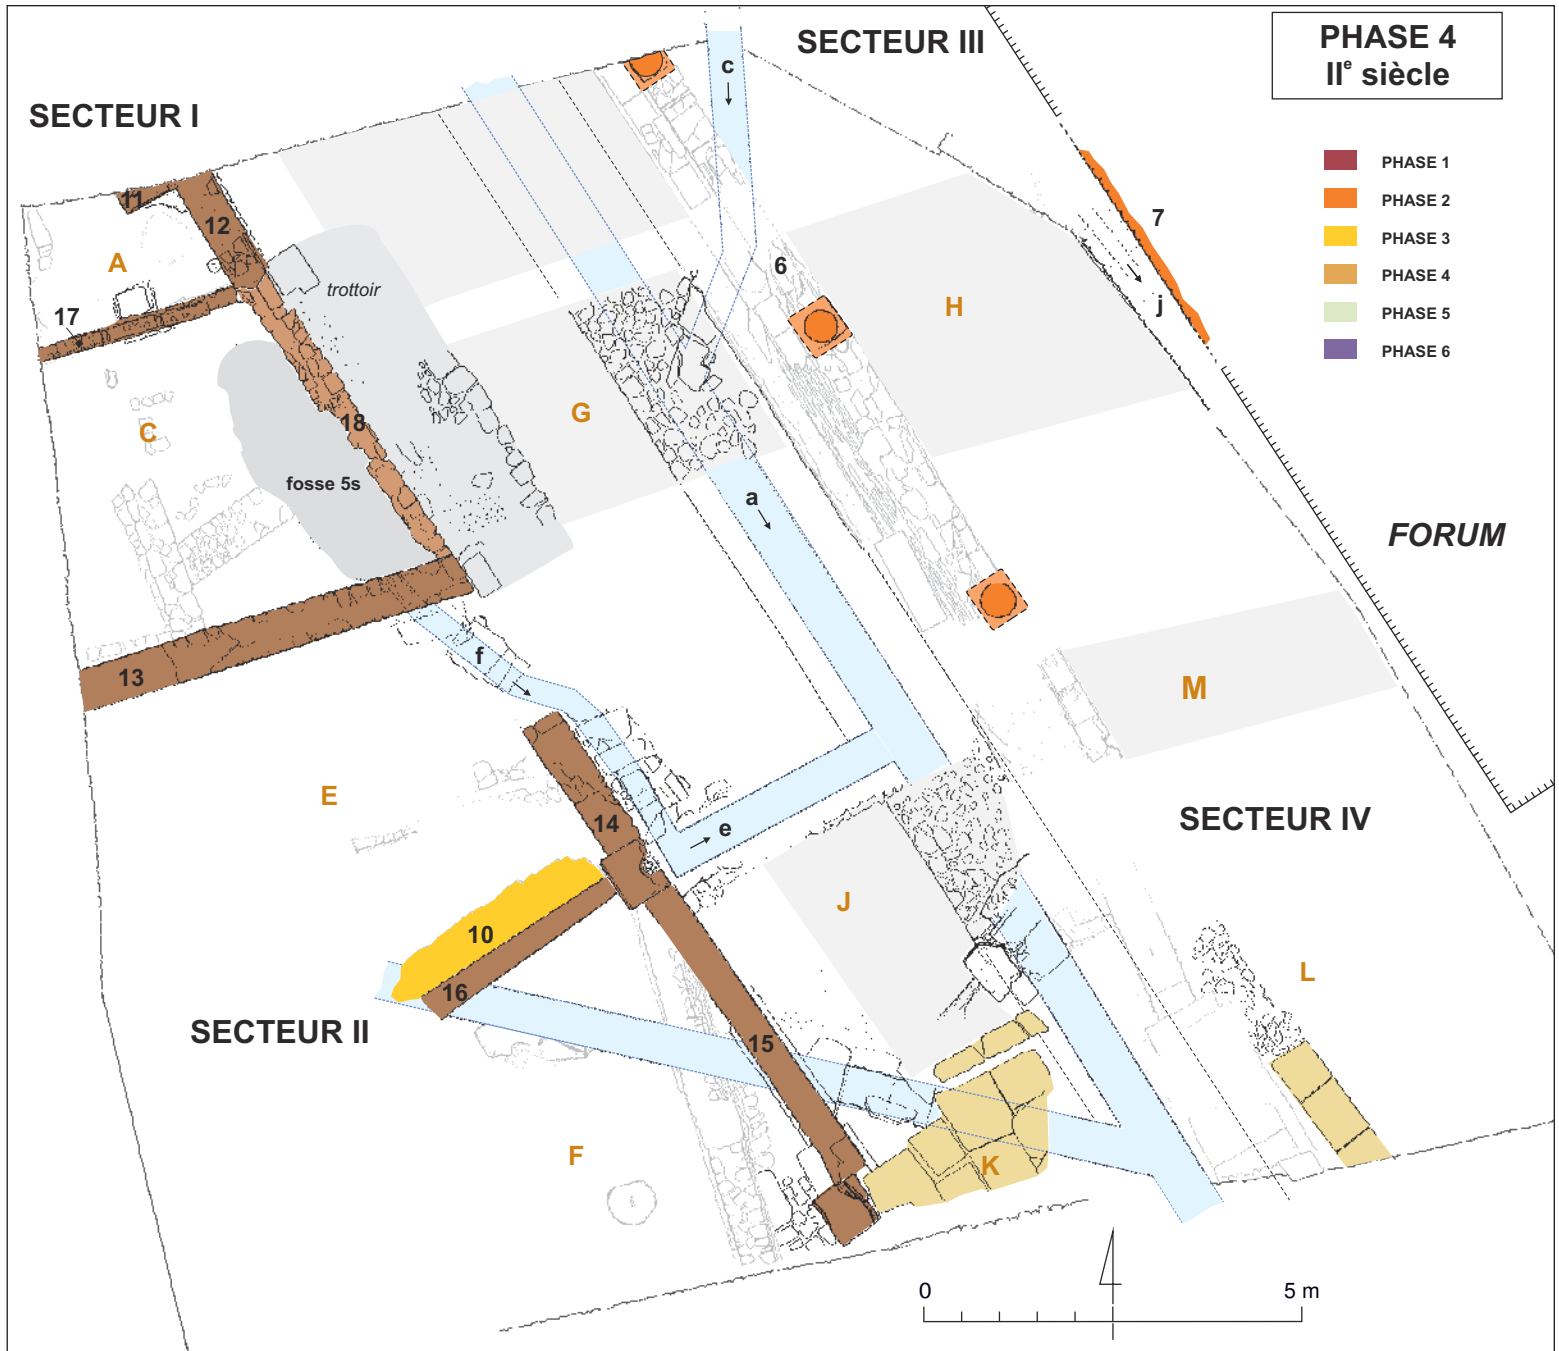 SECTEUR III
PHASE 4
IIe siècle
c
SECTEUR I
PHASE 1
11
PHASE 2
12
7
PHASE 3
A
6
PHASE 4
trottoir
j
H
17
PHASE 5
PHASE 6
G
18
C
fosse 5s
a
FORUM
f
13
M
E
14
e
SECTEUR IV
J
10
L
16
SECTEUR II
15
F
K
0
5 m